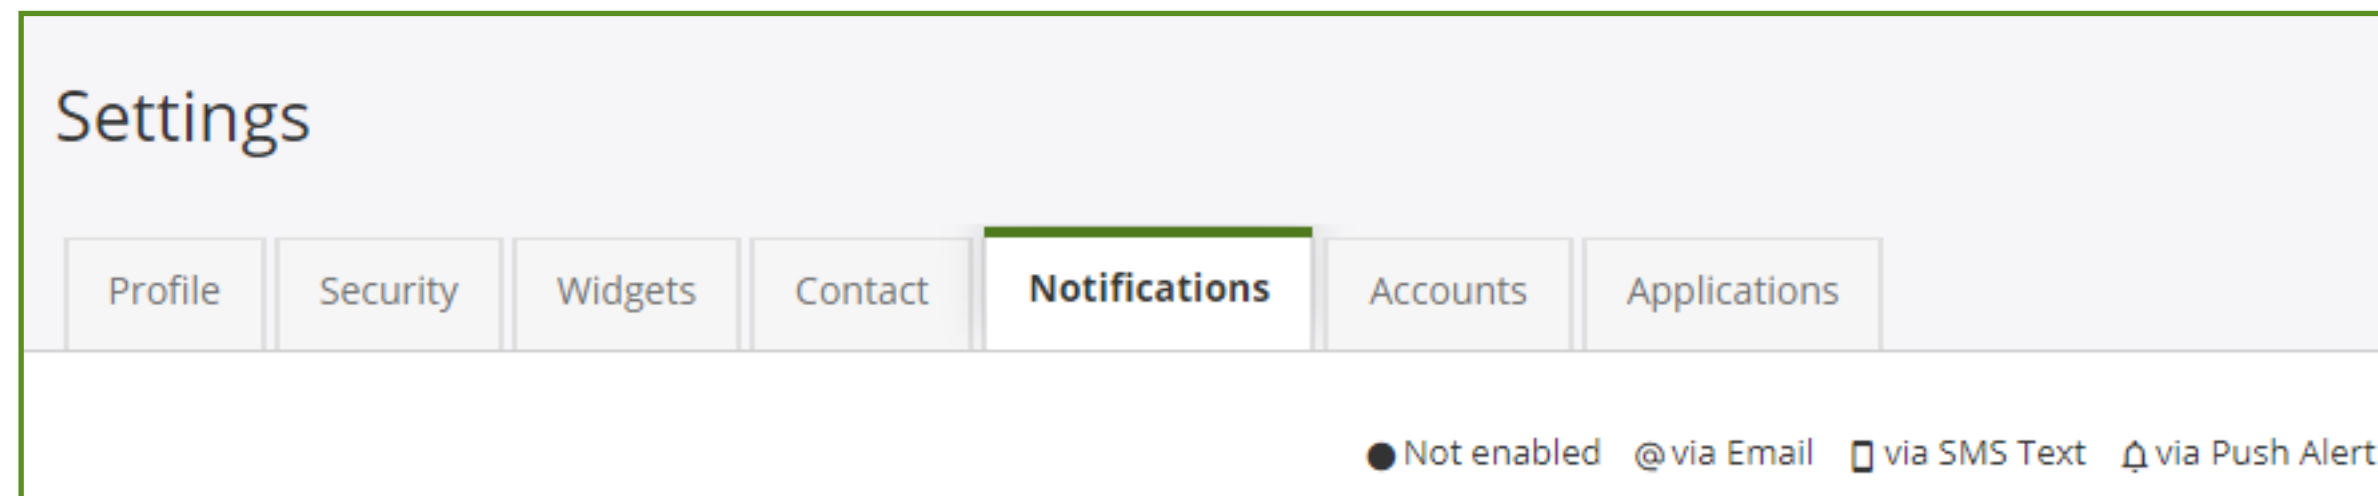 Settings
Profile Security Widgets Contact Notifications Accounts Applications
Not enabled @ via Email via SMS Text via Push Alert